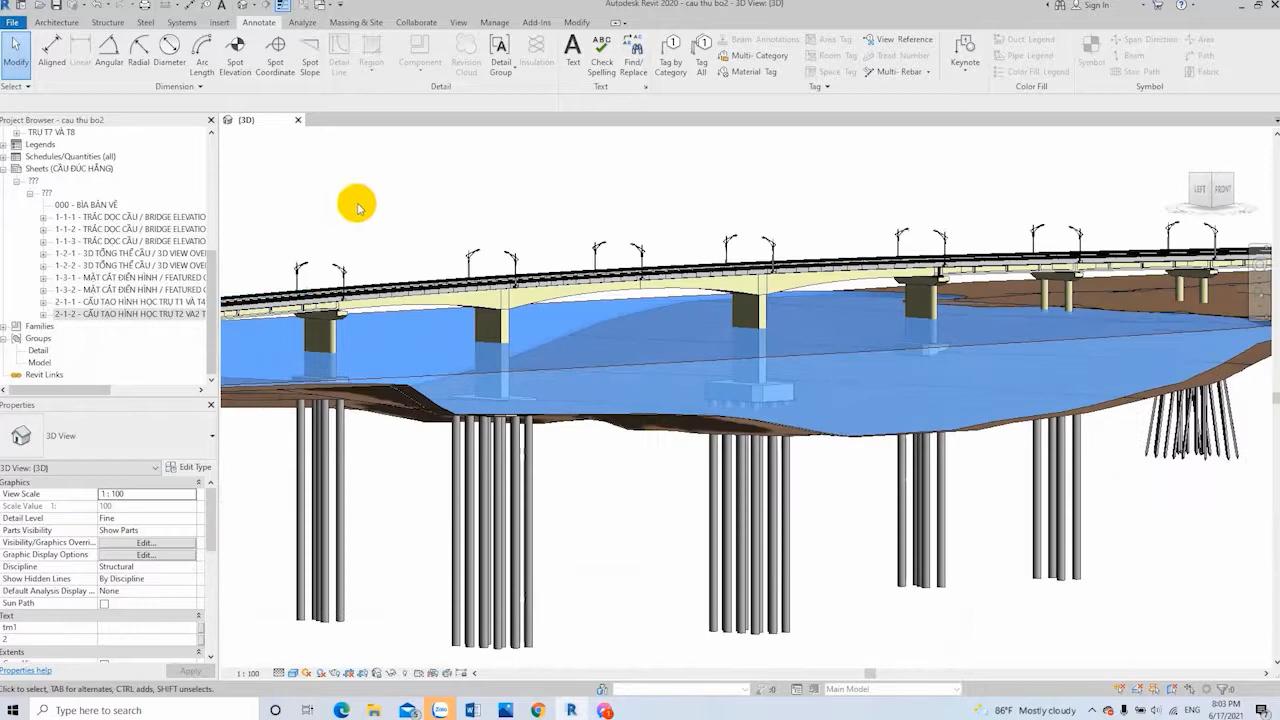 Autodesk Revit 2020 - cau thu bo2 - 3D View: {3D}
Sign In
File Architecture Structure Steel Systems Insert Annotate Analyze Massing & Site Collaborate View Manage Add-Ins Modify
Modify
Aligned Linear Angular Radial Diameter Arc Length Spot Elevation Spot Coordinate Spot Slope
Detail Line Region Component Revision Cloud Detail Group Insulation
Text Check Spelling Find/ Replace
Tag by Category Tag All
Beam Annotations
Multi- Category
Material Tag
Area Tag
Room Tag
Space Tag
View Reference
Tread Number
Multi- Rebar
Keynote
Duct Legend
Pipe Legend
Color Fill Legend
Symbol
Span Direction
Beam
Stair Path
Area
Path
Fabric
Select Dimension Detail Text Tag Color Fill Symbol
Project Browser - cau thu bo2
{3D}
TRỤ T7 VÀ T8
Legends
Schedules/Quantities (all)
Sheets (CẦU ĐÚC HẪNG)
???
???
000 - BÌA BẢN VẼ
1-1-1 - TRẮC DỌC CẦU / BRIDGE ELEVATIO
1-1-2 - TRẮC DỌC CẦU / BRIDGE ELEVATIO
1-1-3 - TRẮC DỌC CẦU / BRIDGE ELEVATIO
1-2-1 - 3D TỔNG THỂ CẦU / 3D VIEW OVER
1-2-2 - 3D TỔNG THỂ CẦU / 3D VIEW OVER
1-3-1 - MẶT CẮT ĐIỂN HÌNH / FEATURED C
1-3-2 - MẶT CẮT ĐIỂN HÌNH / FEATURED C
2-1-1 - CẤU TẠO HÌNH HỌC TRỤ T1 VÀ T4
2-1-2 - CẤU TẠO HÌNH HỌC TRỤ T2 VA2 T
Families
Groups
Detail
Model
Revit Links
LEFT FRONT
Properties
3D View
3D View: {3D}
Edit Type
Graphics
View Scale 1 : 100
Scale Value 1: 100
Detail Level Fine
Parts Visibility Show Parts
Visibility/Graphics Overri... Edit...
Graphic Display Options Edit...
Discipline Structural
Show Hidden Lines By Discipline
Default Analysis Display ... None
Sun Path
Text
tm1
2
Extents
Properties help
Apply
1 : 100
Click to select, TAB for alternates, CTRL adds, SHIFT unselects.
:0
Main Model
:0
Type here to search
Zalo
86°F Mostly cloudy
ENG
8:03 PM
6/17/2021